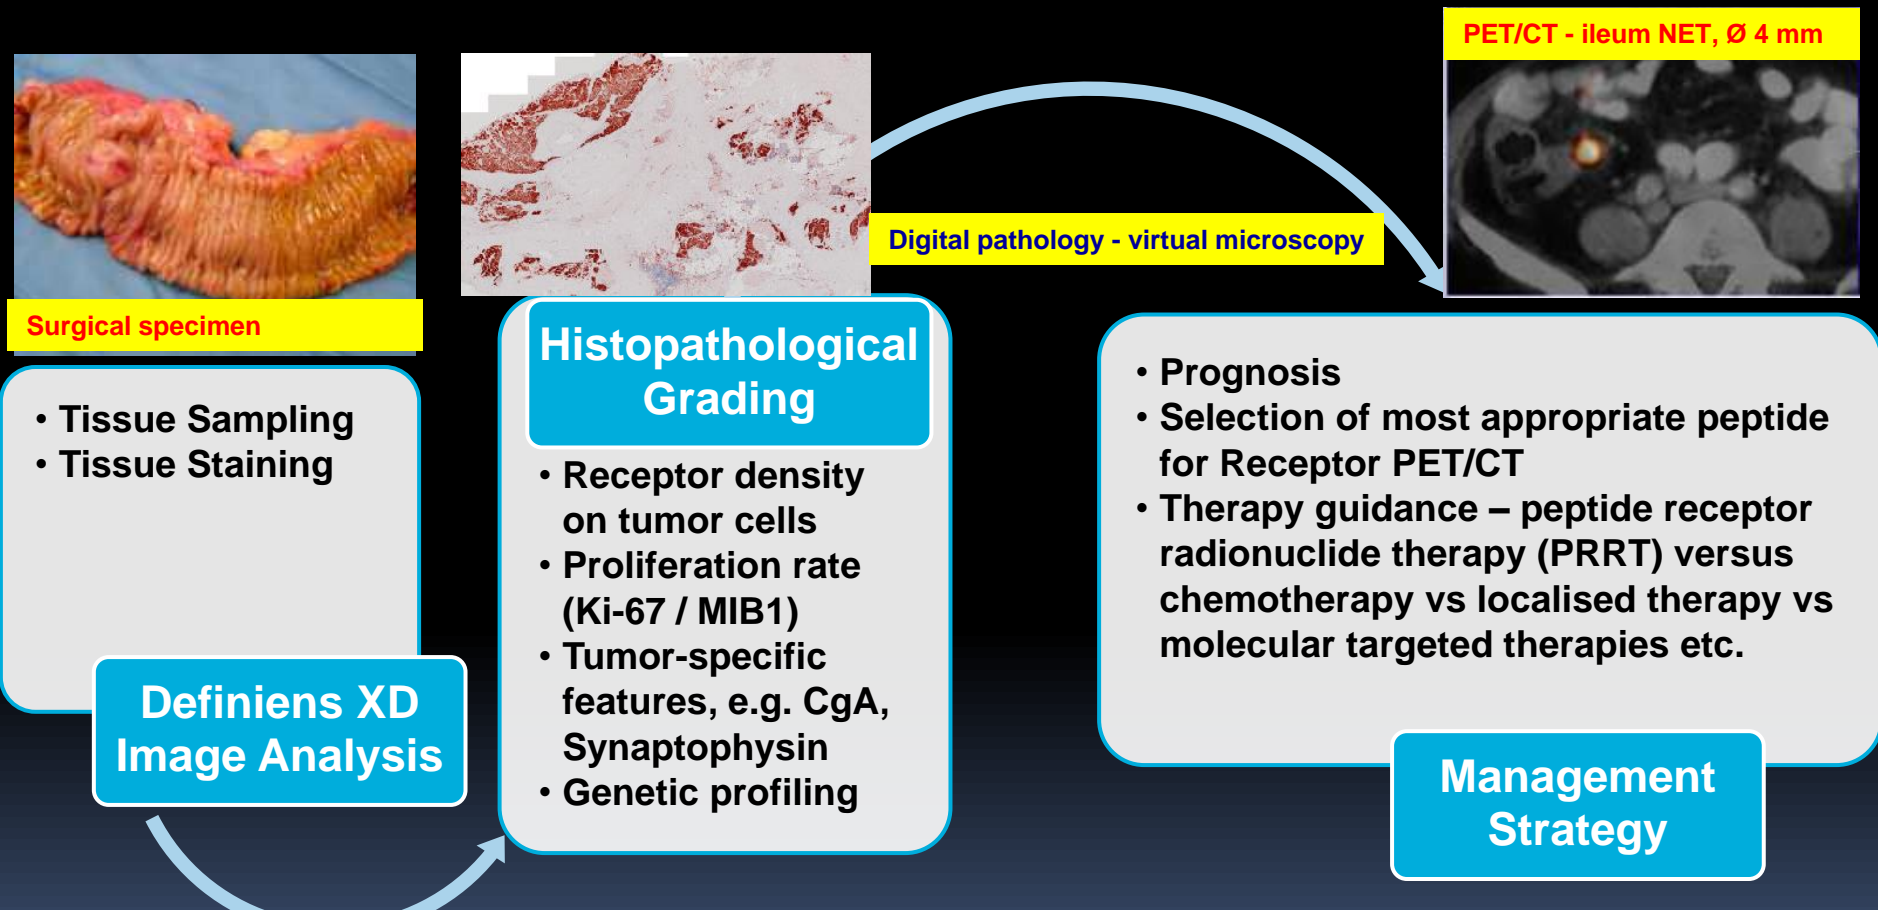 Surgical specimen
• Tissue Sampling
• Tissue Staining
Definiens XD
Image Analysis
Digital pathology - virtual microscopy
Histopathological
Grading
• Receptor density
on tumor cells
• Proliferation rate
(Ki-67 / MIB1)
• Tumor-specific
features, e.g. CgA,
Synaptophysin
• Genetic profiling
PET/CT - ileum NET, Ø 4 mm
• Prognosis
• Selection of most appropriate peptide
for Receptor PET/CT
• Therapy guidance – peptide receptor
radionuclide therapy (PRRT) versus
chemotherapy vs localised therapy vs
molecular targeted therapies etc.
Management
Strategy